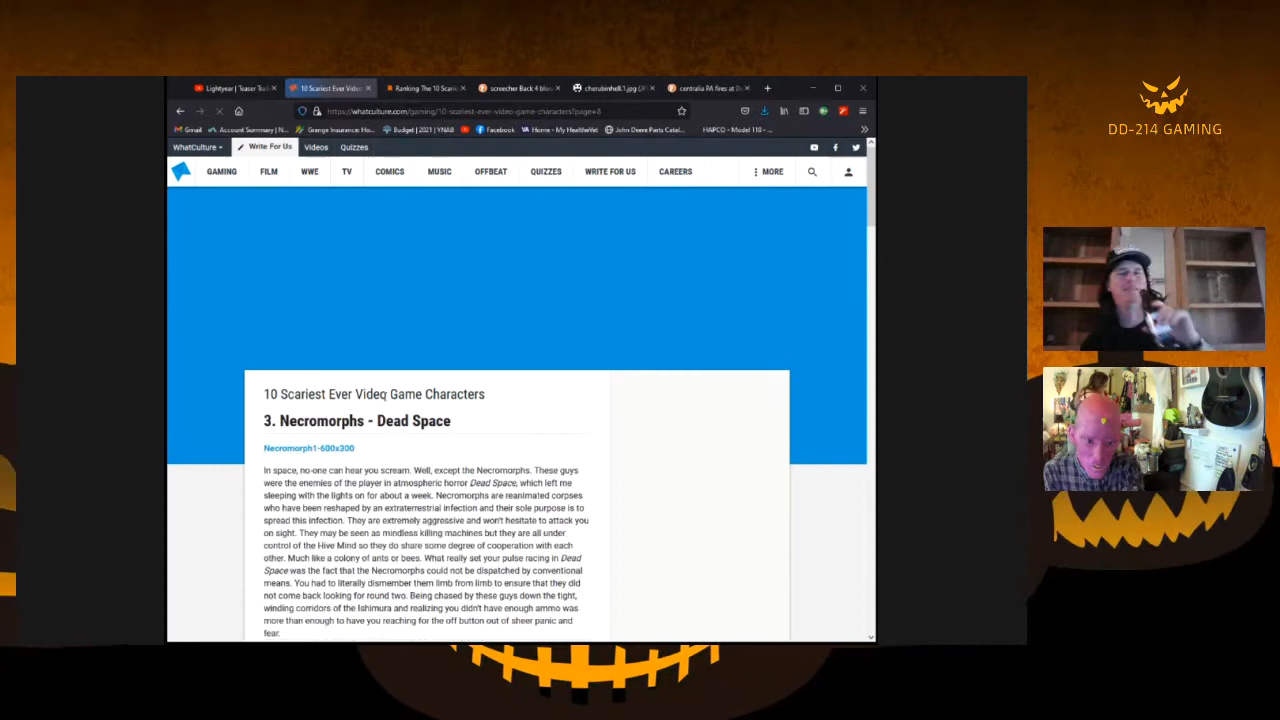 Lightyear | Teaser Trai
10 Scariest Ever Video
Ranking The 10 Scarie
screecher Back 4 bloo
cherubinhell.1.jpg (JP
centralia PA fires at D
https://whatculture.com/gaming/10-scariest-ever-video-game-characters?page=8
Gmail
Account Summary | N...
Grange Insurance: Ho...
Budget | 2021 | YNAB
Facebook
Home - My HealtheVet
John Deere Parts Catal...
HAPCO - Model 110 -...
WhatCulture
Write For Us
Videos
Quizzes
GAMING
FILM
WWE
TV
COMICS
MUSIC
OFFBEAT
QUIZZES
WRITE FOR US
CAREERS
MORE
10 Scariest Ever Video Game Characters
3. Necromorphs - Dead Space
Necromorph1-600x300
In space, no-one can hear you scream. Well, except the Necromorphs. These guys
were the enemies of the player in atmospheric horror Dead Space, which left me
sleeping with the lights on for about a week. Necromorphs are reanimated corpses
who have been reshaped by an extraterrestrial infection and their sole purpose is to
spread this infection. They are extremely aggressive and won't hesitate to attack you
on sight. They may be seen as mindless killing machines but they are all under
control of the Hive Mind so they do share some degree of cooperation with each
other. Much like a colony of ants or bees. What really set your pulse racing in Dead
Space was the fact that the Necromorphs could not be dispatched by conventional
means. You had to literally dismember them limb from limb to ensure that they did
not come back looking for round two. Being chased by these guys down the tight,
winding corridors of the Ishimura and realizing you didn't have enough ammo was
more than enough to have you reaching for the off button out of sheer panic and
fear.
DD-214 GAMING